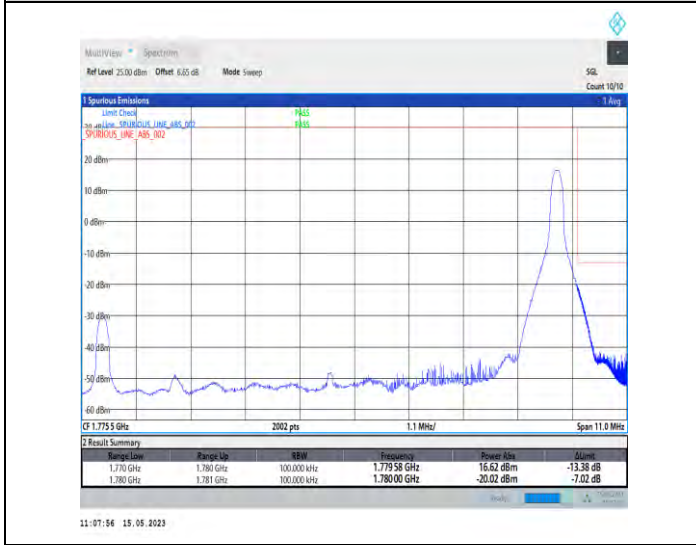 MultiView Spectrum
Ref Level 25.00 dBm Offset 6.65 dB Mode Sweep SGL
Count 10/10
1 Spurious Emissions 1 Avg
Limit Check PASS
Line _SPURIOUS_LINE_ABS_002 PASS
_SPURIOUS_LINE_ABS_002
20 dBm
10 dBm
0 dBm
-10 dBm
-20 dBm
-30 dBm
-40 dBm
-50 dBm
-60 dBm
CF 1.775 5 GHz 2002 pts 1.1 MHz/ Span 11.0 MHz
2 Result Summary
Range Low Range Up RBW Frequency Power Abs ΔLimit
1.770 GHz 1.780 GHz 100.000 kHz 1.779 58 GHz 16.62 dBm -13.38 dB
1.780 GHz 1.781 GHz 100.000 kHz 1.780 00 GHz -20.02 dBm -7.02 dB
11:07:56 15.05.2023